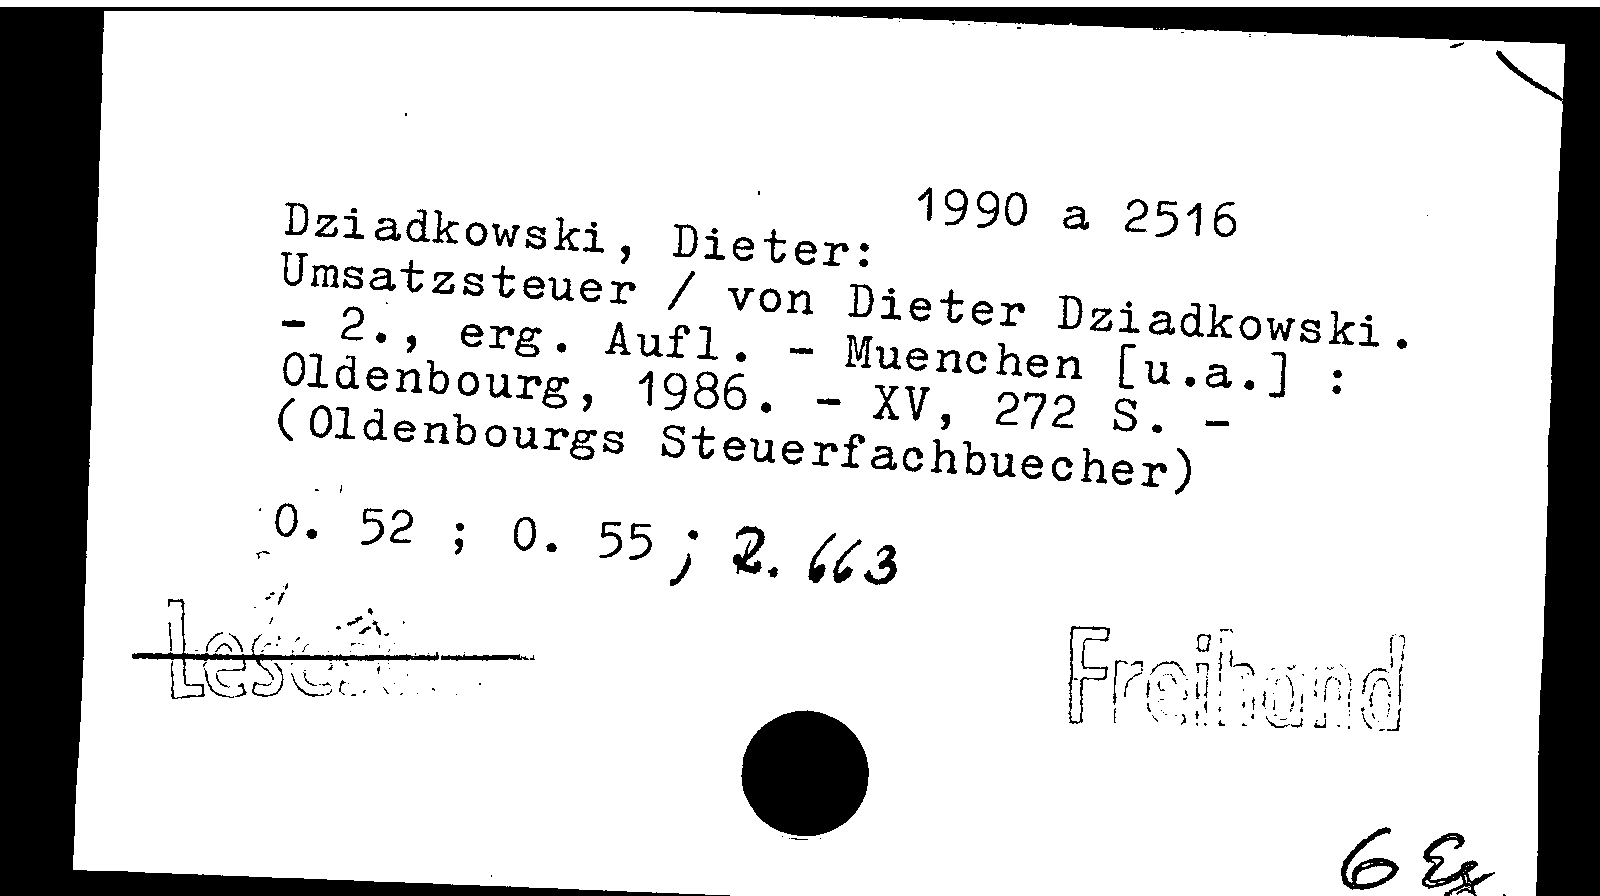 1990 a 2516
Dziadkowski, Dieter:
Umsatzsteuer / von Dieter Dziadkowski.
- 2., erg. Aufl. - Muenchen [u.a.] :
Oldenbourg, 1986. - XV, 272 S. -
(Oldenbourgs Steuerfachbuecher)
0. 52 ; 0. 55 ; 2. 663
Freihand
6 Ex.